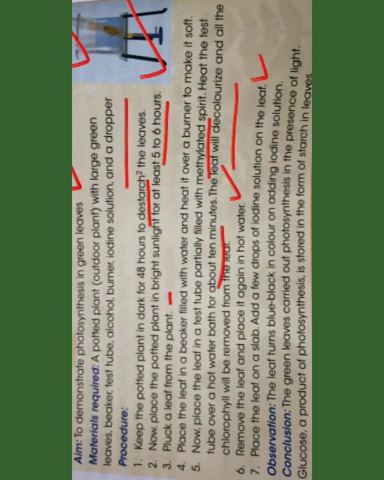 Aim: To demonstrate photosynthesis in green leaves
Materials required: A potted plant (outdoor plant) with large green
leaves, beaker, test tube, alcohol, burner, iodine solution, and a dropper
Procedure:
1. Keep the potted plant in dark for 48 hours to destarch² the leaves.
2. Now, place the potted plant in bright sunlight for at least 5 to 6 hours.
3. Pluck a leaf from the plant.
4. Place the leaf in a beaker filled with water and heat it over a burner to make it soft.
5. Now, place the leaf in a test tube partially filled with methylated spirit. Heat the test
tube over a hot water bath for about ten minutes. The leaf will decolourize and all the
chlorophyll will be removed from the leaf.
6. Remove the leaf and place it again in hot water.
7. Place the leaf on a slab. Add a few drops of iodine solution on the leaf.
Observation: The leaf turns blue-black in colour on adding iodine solution.
Conclusion: The green leaves carried out photosynthesis in the presence of light.
Glucose, a product of photosynthesis, is stored in the form of starch in leaves